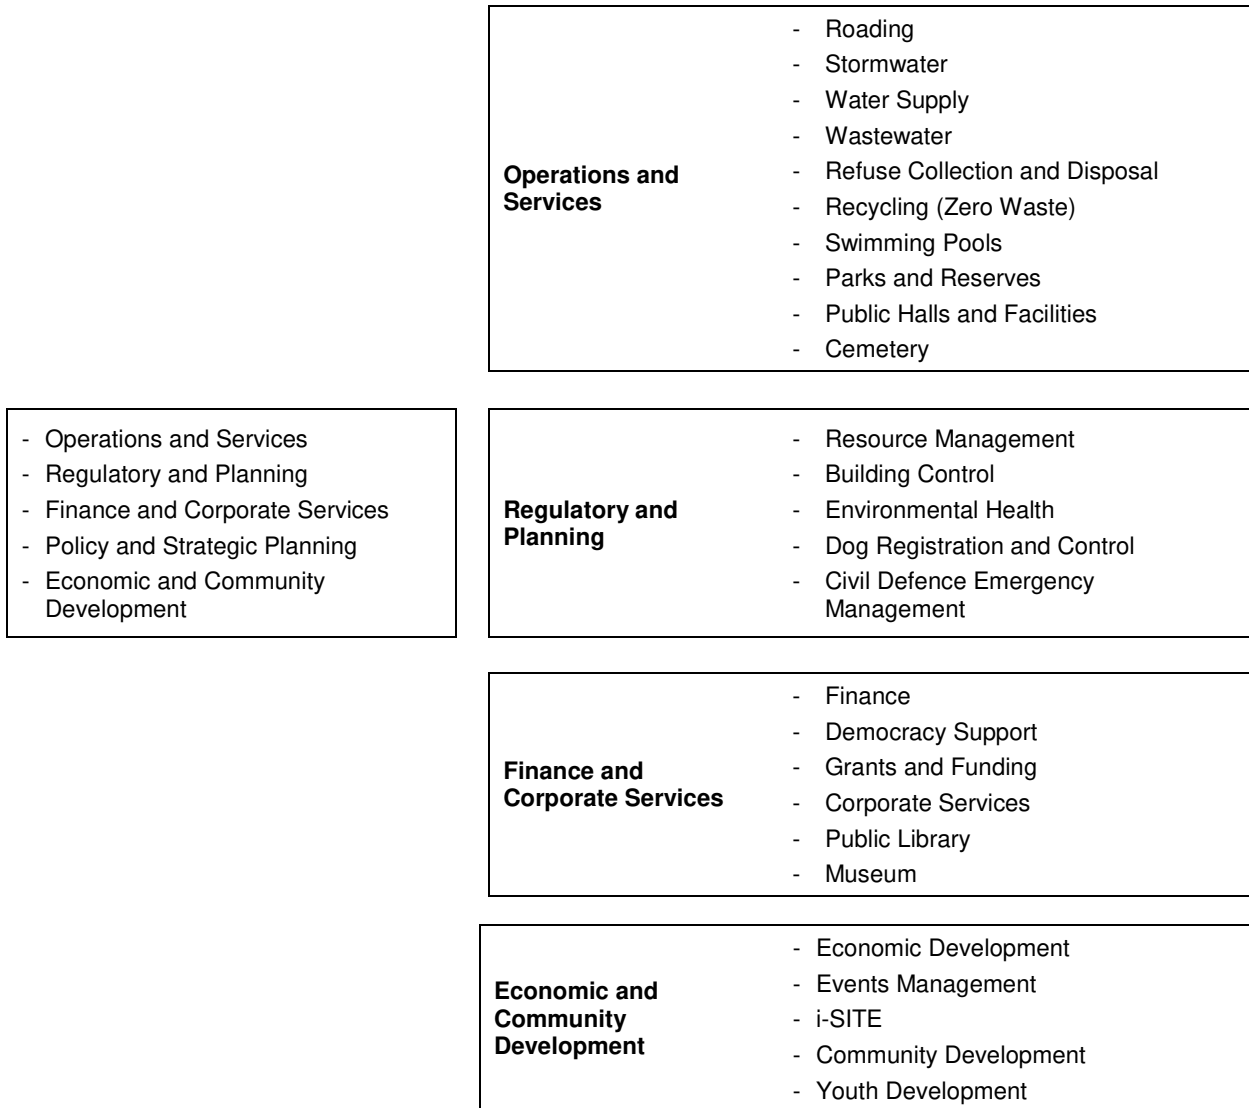 - Roading
- Stormwater
- Water Supply
- Wastewater
Operations and
Services
- Refuse Collection and Disposal
- Recycling (Zero Waste)
- Swimming Pools
- Parks and Reserves
- Public Halls and Facilities
- Cemetery
- Operations and Services
- Regulatory and Planning
- Finance and Corporate Services
- Policy and Strategic Planning
- Economic and Community
Development
Regulatory and
Planning
- Resource Management
- Building Control
- Environmental Health
- Dog Registration and Control
- Civil Defence Emergency
Management
Finance and
Corporate Services
- Finance
- Democracy Support
- Grants and Funding
- Corporate Services
- Public Library
- Museum
Economic and
Community
Development
- Economic Development
- Events Management
- i-SITE
- Community Development
- Youth Development